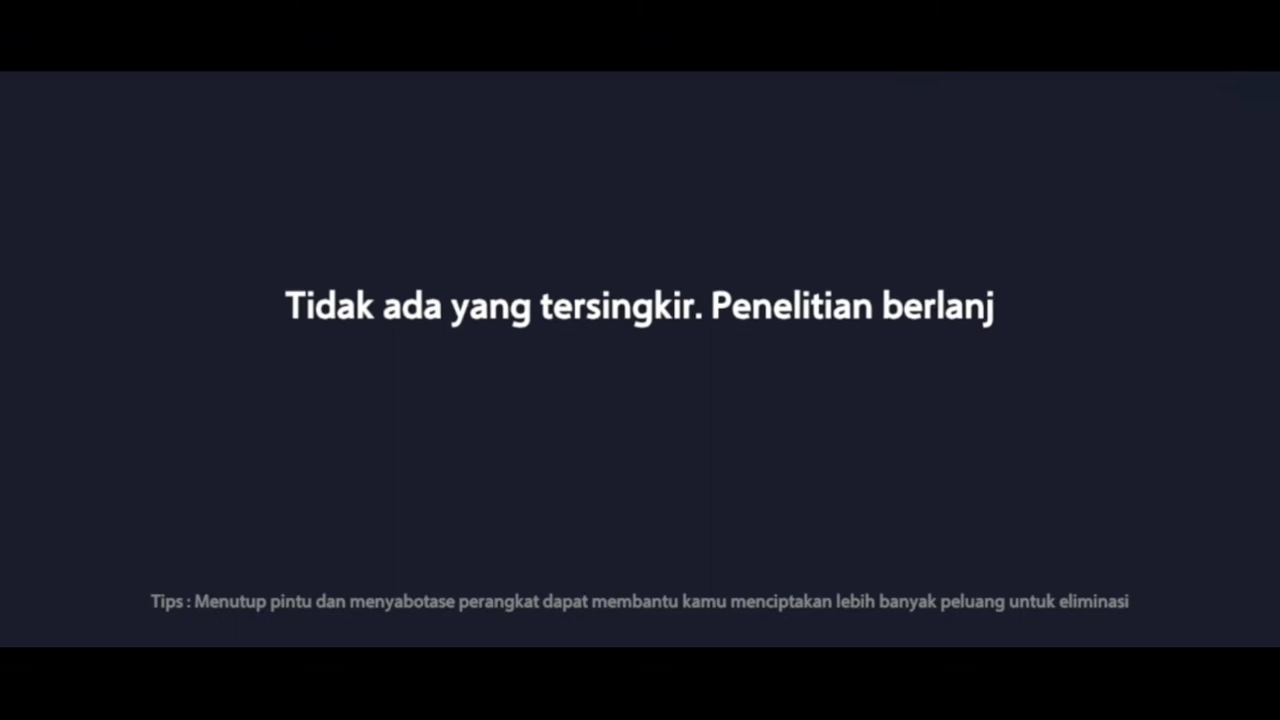 Tidak ada yang tersingkir. Penelitian berlanj
Tips : Menutup pintu dan menyabotase perangkat dapat membantu kamu menciptakan lebih banyak peluang untuk eliminasi